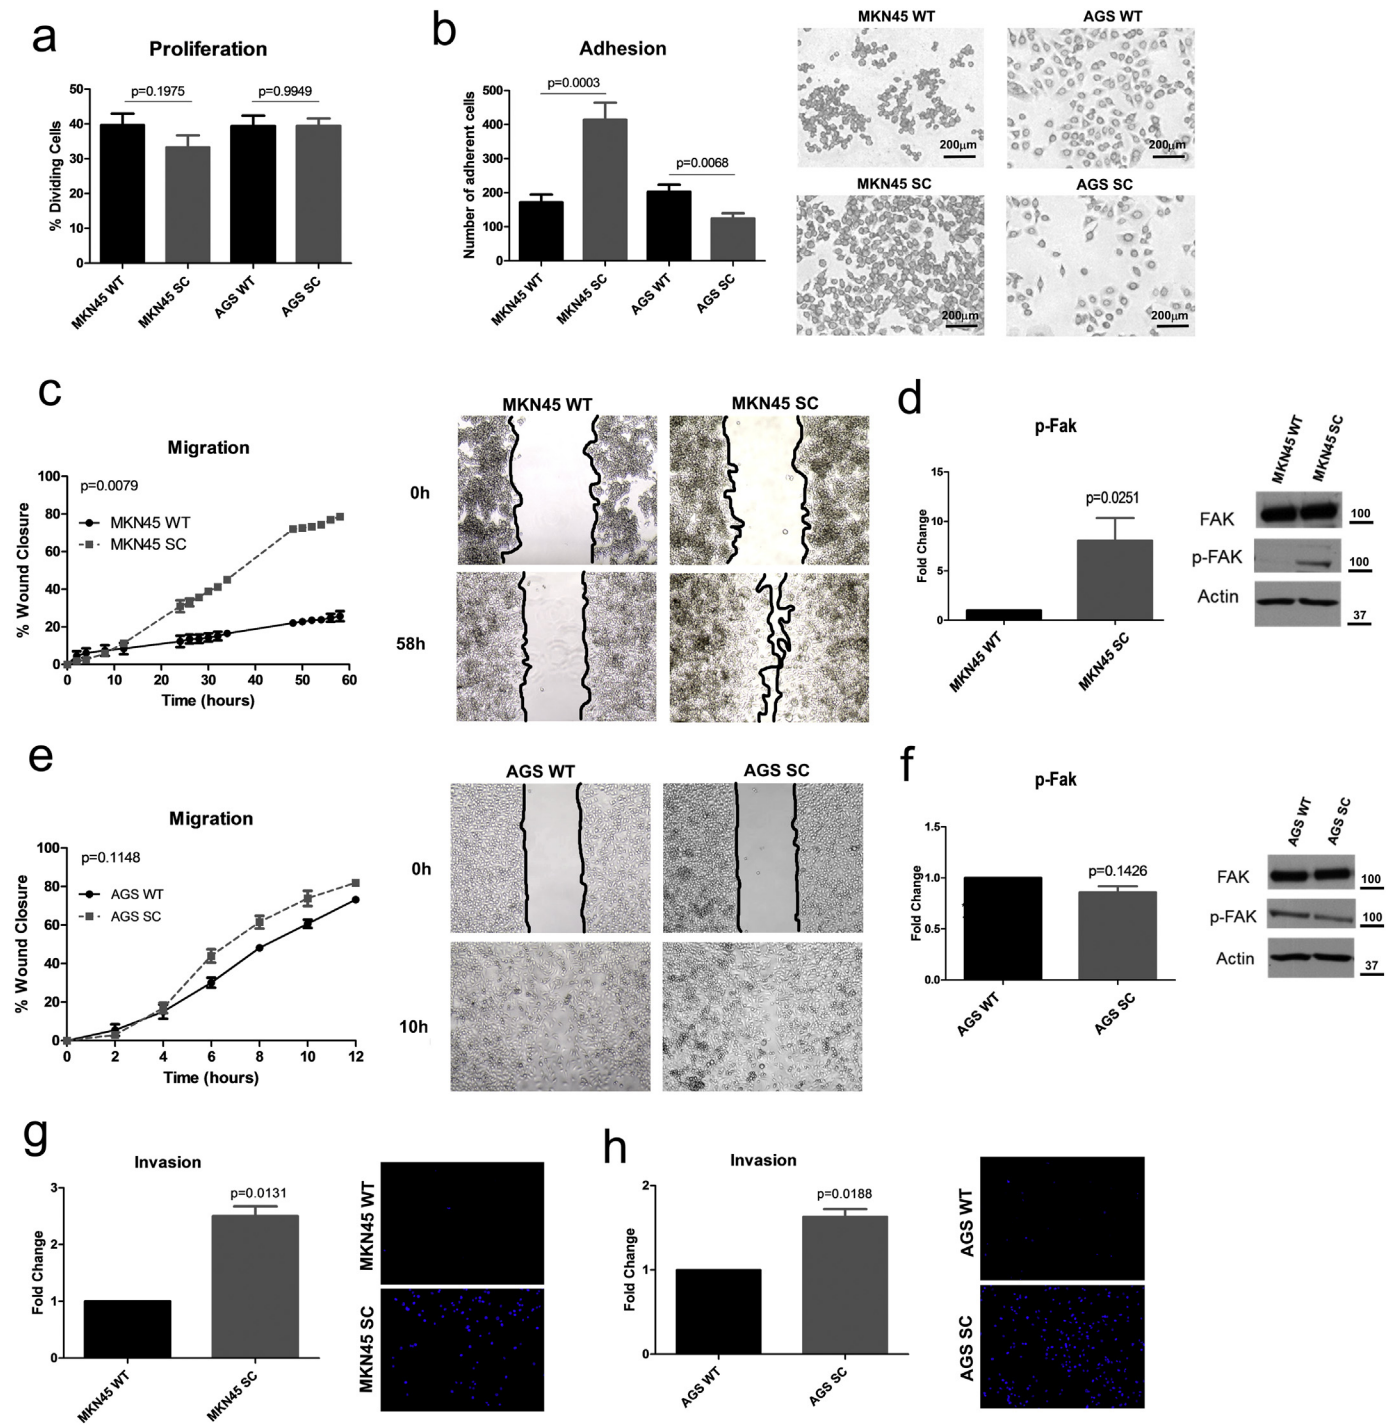 a
Proliferation
% Dividing Cells
50
40
30
20
10
0
p=0.1975
p=0.9949
MKN45 WT
MKN45 SC
AGS WT
AGS SC
b
Adhesion
Number of adherent cells
500
400
300
200
100
0
p=0.0003
p=0.0068
MKN45 WT
MKN45 SC
AGS WT
AGS SC
MKN45 WT
AGS WT
200μm
200μm
MKN45 SC
AGS SC
200μm
200μm
c
Migration
% Wound Closure
100
80
60
40
20
0
p=0.0079
MKN45 WT
MKN45 SC
0 10 20 30 40 50 60
Time (hours)
MKN45 WT
MKN45 SC
0h
58h
d
p-Fak
Fold Change
15
10
5
0
p=0.0251
MKN45 WT
MKN45 SC
MKN45 WT
MKN45 SC
FAK
100
p-FAK
100
Actin
37
e
Migration
% Wound Closure
100
80
60
40
20
0
p=0.1148
AGS WT
AGS SC
0 2 4 6 8 10 12
Time (hours)
AGS WT
AGS SC
0h
10h
f
p-Fak
Fold Change
1.5
1.0
0.5
0.0
p=0.1426
AGS WT
AGS SC
AGS WT
AGS SC
FAK
100
p-FAK
100
Actin
37
g
Invasion
Fold Change
3
2
1
0
p=0.0131
MKN45 WT
MKN45 SC
MKN45 WT
MKN45 SC
h
Invasion
Fold Change
2
1
0
p=0.0188
AGS WT
AGS SC
AGS WT
AGS SC